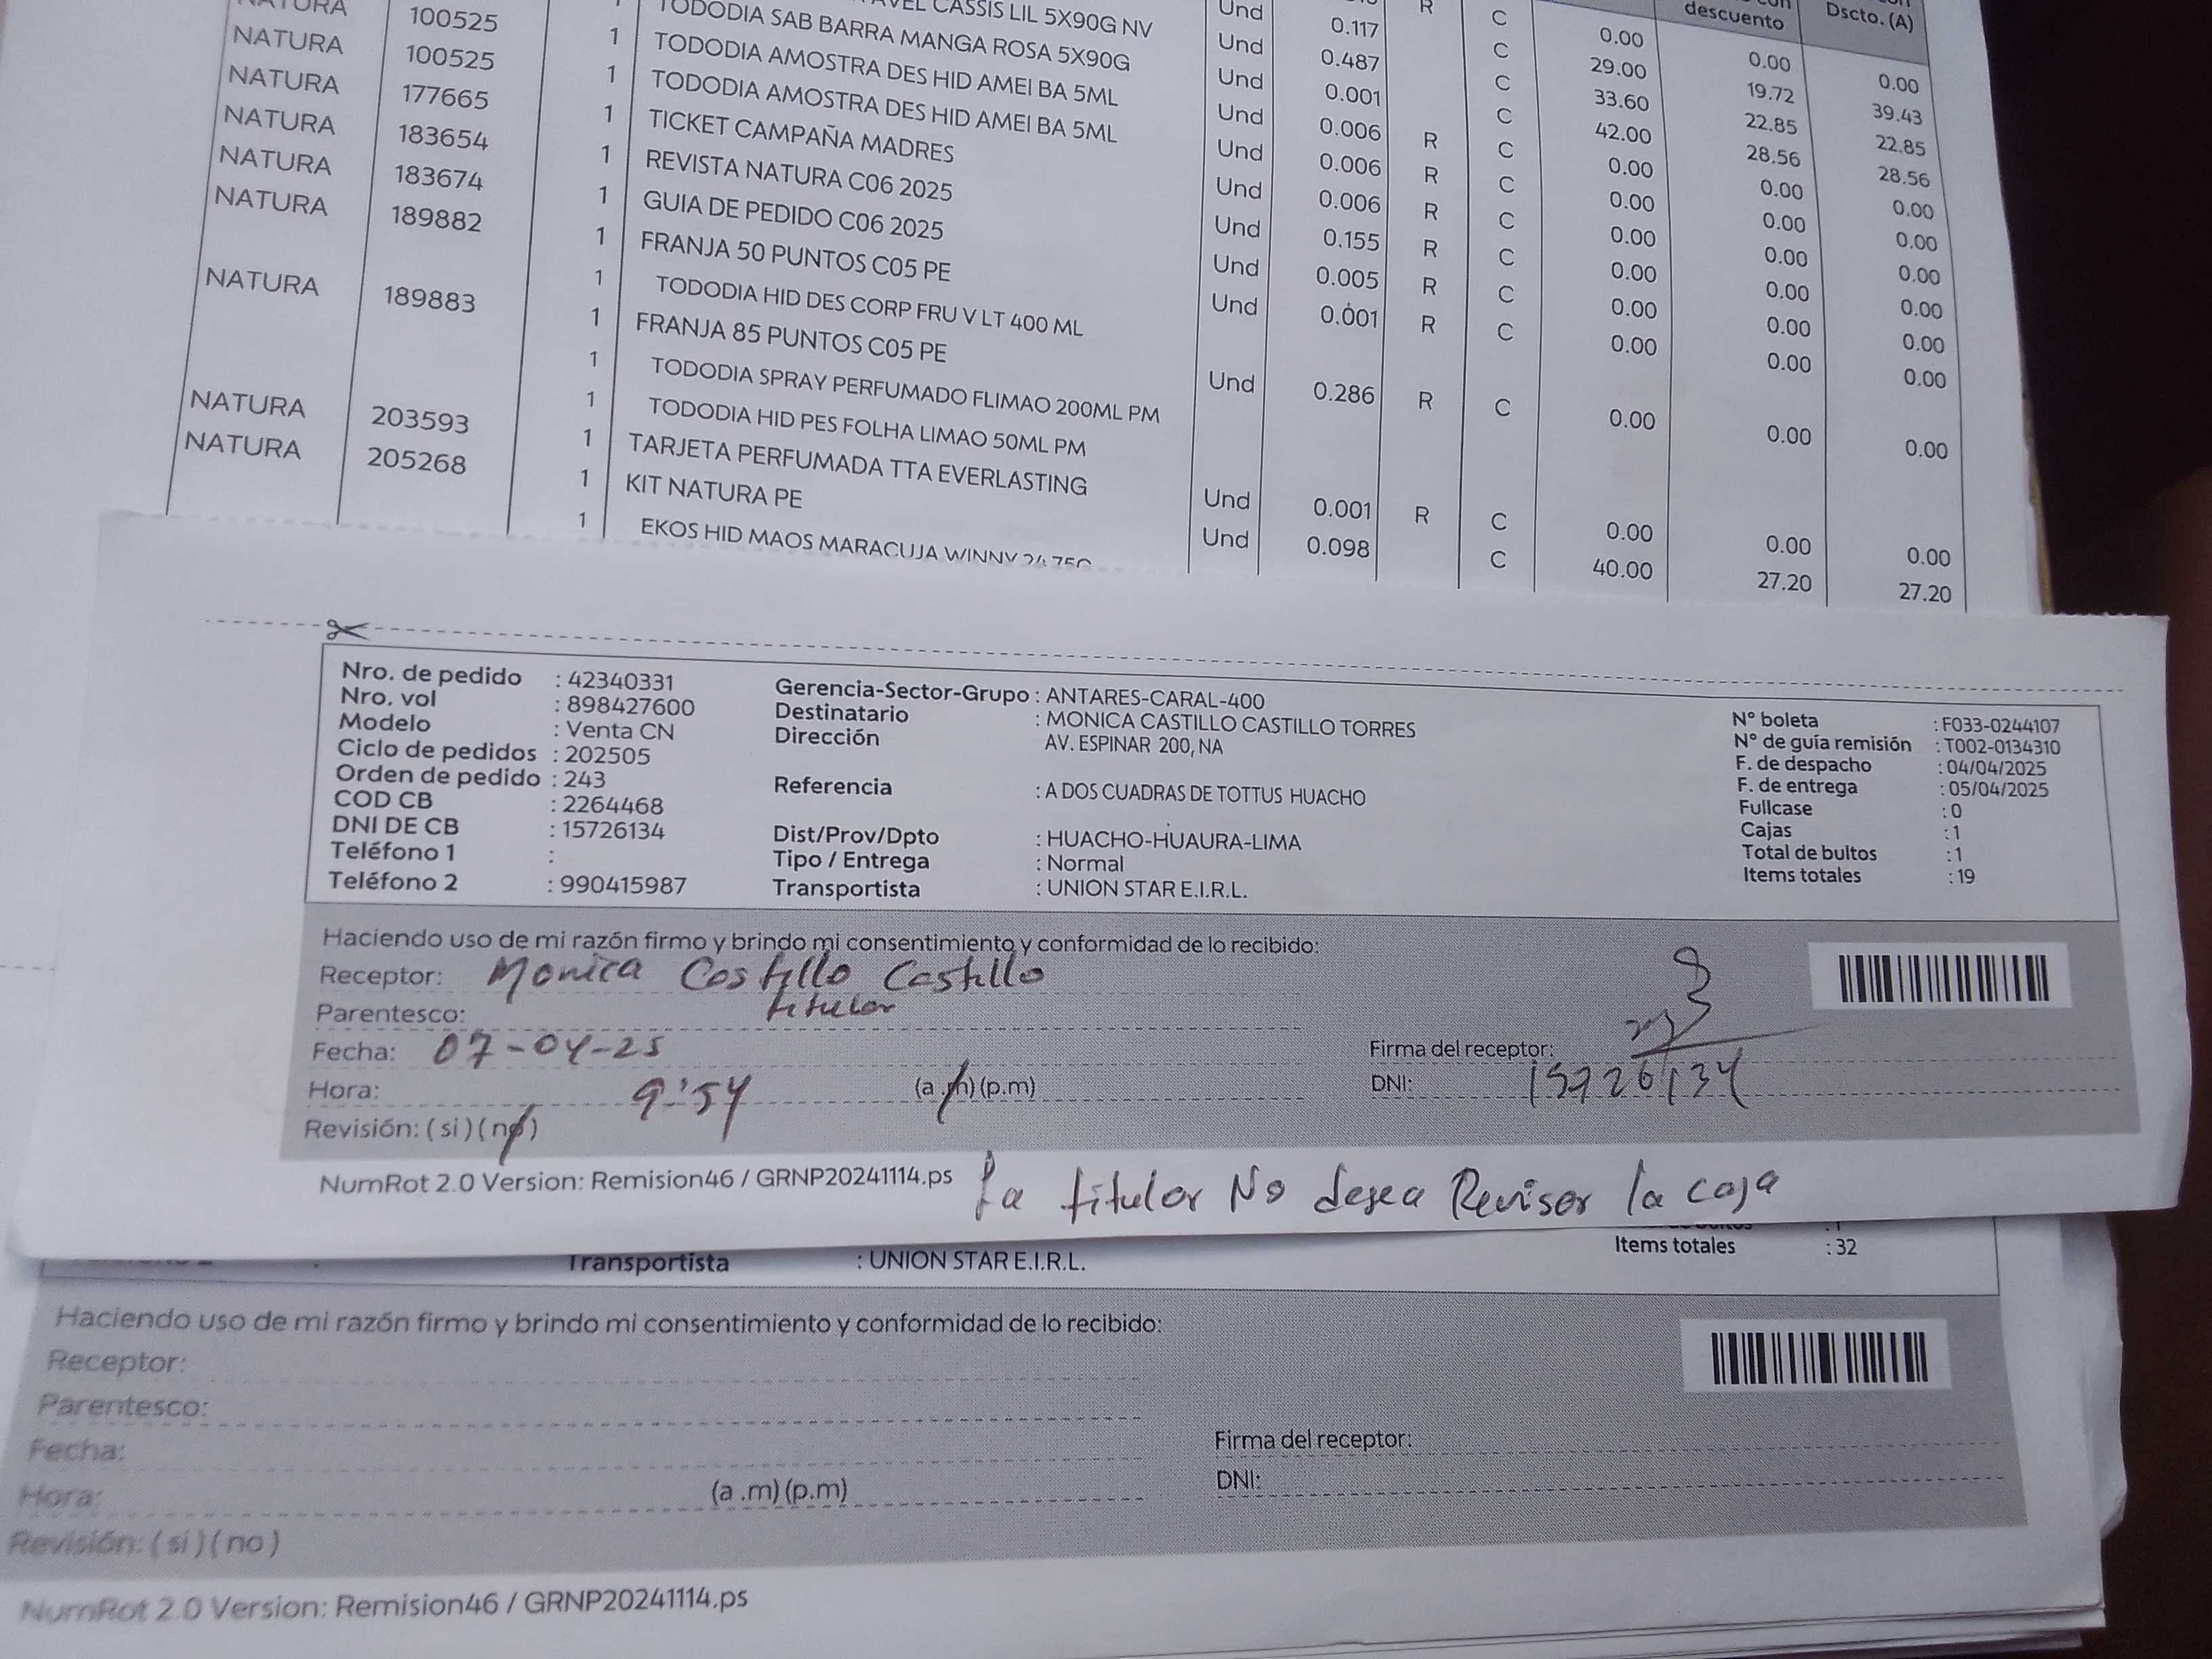 descuento Dscto. (A)
100525 CASSIS LIL 5X90G NV Und R C
NATURA 100525 1 TODODIA SAB BARRA MANGA ROSA 5X90G Und 0.117 C 0.00 0.00 0.00
NATURA 177665 1 TODODIA AMOSTRA DES HID AMEI BA 5ML Und 0.487 C 29.00 19.72 39.43
NATURA 183654 1 TODODIA AMOSTRA DES HID AMEI BA 5ML Und 0.001 C 33.60 22.85 22.85
NATURA 183674 1 TICKET CAMPAÑA MADRES Und 0.006 R C 42.00 28.56 28.56
NATURA 189882 1 REVISTA NATURA C06 2025 Und 0.006 R C 0.00 0.00 0.00
1 GUIA DE PEDIDO C06 2025 Und 0.006 R C 0.00 0.00 0.00
1 FRANJA 50 PUNTOS C05 PE Und 0.155 R C 0.00 0.00 0.00
1 TODODIA HID DES CORP FRU V LT 400 ML Und 0.005 R C 0.00 0.00 0.00
NATURA 189883 1 FRANJA 85 PUNTOS C05 PE Und 0.001 R C 0.00 0.00 0.00
1 TODODIA SPRAY PERFUMADO FLIMAO 200ML PM Und 0.286 R C 0.00 0.00 0.00
1 TODODIA HID PES FOLHA LIMAO 50ML PM
NATURA 203593 1 TARJETA PERFUMADA TTA EVERLASTING Und 0.001 R C 0.00 0.00 0.00
NATURA 205268 1 KIT NATURA PE Und 0.098 C 40.00 27.20 27.20
1 EKOS HID MAOS MARACUJA WINNY
Nro. de pedido : 42340331
Nro. vol : 898427600
Modelo : Venta CN
Ciclo de pedidos : 202505
Orden de pedido : 243
COD CB : 2264468
DNI DE CB : 15726134
Teléfono 1 :
Teléfono 2 : 990415987
Gerencia-Sector-Grupo : ANTARES-CARAL-400
Destinatario : MONICA CASTILLO CASTILLO TORRES
Dirección AV. ESPINAR 200, NA
Referencia : A DOS CUADRAS DE TOTTUS HUACHO
Dist/Prov/Dpto : HUACHO-HUAURA-LIMA
Tipo / Entrega : Normal
Transportista : UNION STAR E.I.R.L.
N° boleta : F033-0244107
N° de guía remisión : T002-0134310
F. de despacho : 04/04/2025
F. de entrega : 05/04/2025
Fullcase : 0
Cajas : 1
Total de bultos : 1
Items totales : 19
Haciendo uso de mi razón firmo y brindo mi consentimiento y conformidad de lo recibido:
Receptor: Monica Costillo Castillo
Parentesco: titular
Fecha: 07-04-25
Hora: 9:54 (a .m) (p.m)
Revisión: ( si ) ( no )
Firma del receptor:
DNI: 15726134
NumRot 2.0 Version: Remision46 / GRNP20241114.ps
La titular No desea Revisar la caja
Transportista : UNION STAR E.I.R.L.
Items totales : 32
Haciendo uso de mi razón firmo y brindo mi consentimiento y conformidad de lo recibido:
Receptor:
Parentesco:
Fecha:
Hora: (a .m) (p.m)
Revisión: ( si ) ( no )
Firma del receptor:
DNI:
NumRot 2.0 Version: Remision46 / GRNP20241114.ps